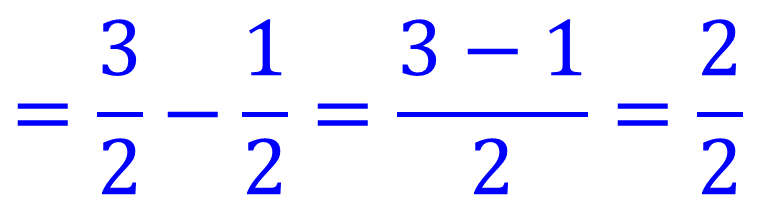 = 3/2 − 1/2 = (3 − 1)/2 = 2/2